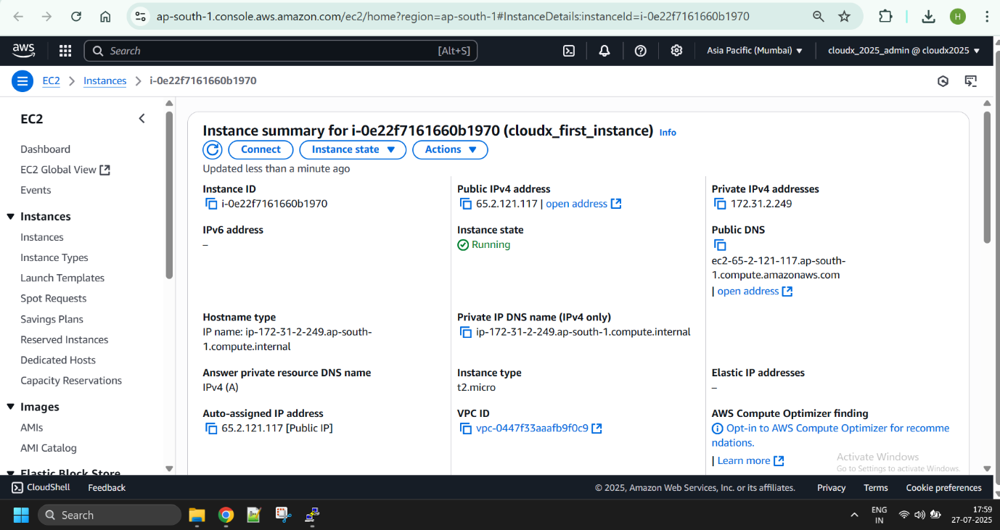 ap-south-1.console.aws.amazon.com/ec2/home?region=ap-south-1#InstanceDetails:instanceId=i-0e22f7161660b1970
H
aws
Search
[Alt+S]
Asia Pacific (Mumbai)
cloudx_2025_admin @ cloudx2025
EC2
Instances
i-0e22f7161660b1970
EC2
Dashboard
EC2 Global View
Events
Instances
Instances
Instance Types
Launch Templates
Spot Requests
Savings Plans
Reserved Instances
Dedicated Hosts
Capacity Reservations
Images
AMIs
AMI Catalog
Elastic Block Store
Instance summary for i-0e22f7161660b1970 (cloudx_first_instance) Info
Connect
Instance state
Actions
Updated less than a minute ago
Instance ID
i-0e22f7161660b1970
Public IPv4 address
65.2.121.117 | open address
Private IPv4 addresses
172.31.2.249
IPv6 address
–
Instance state
Running
Public DNS
ec2-65-2-121-117.ap-south-
1.compute.amazonaws.com
| open address
Hostname type
IP name: ip-172-31-2-249.ap-south-
1.compute.internal
Private IP DNS name (IPv4 only)
ip-172-31-2-249.ap-south-1.compute.internal
Answer private resource DNS name
IPv4 (A)
Instance type
t2.micro
Elastic IP addresses
–
Auto-assigned IP address
65.2.121.117 [Public IP]
VPC ID
vpc-0447f33aaafb9f0c9
AWS Compute Optimizer finding
Opt-in to AWS Compute Optimizer for recomme
ndations.
| Learn more
Activate Windows
Go to Settings to activate Windows.
CloudShell
Feedback
© 2025, Amazon Web Services, Inc. or its affiliates.
Privacy
Terms
Cookie preferences
Search
ENG
IN
17:59
27-07-2025